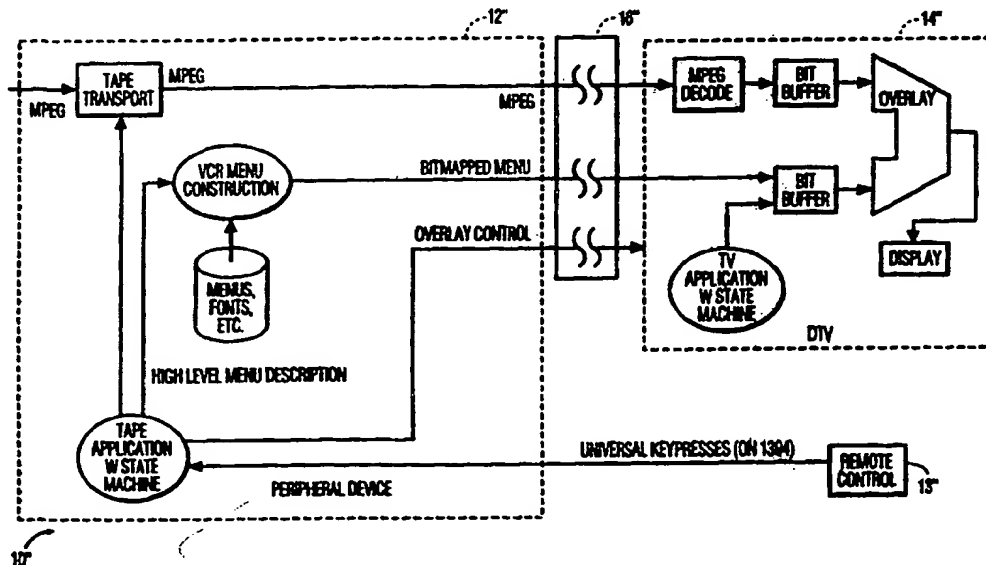 12'''
16'''
14'''
TAPE
TRANSPORT
MPEG
MPEG
MPEG
MPEG
DECODE
BIT
BUFFER
OVERLAY
VCR MENU
CONSTRUCTION
BITMAPPED MENU
BIT
BUFFER
OVERLAY CONTROL
MENUS,
FONTS,
ETC.
TV
APPLICATION
W STATE
MACHINE
DISPLAY
DTV
HIGH LEVEL MENU DESCRIPTION
TAPE
APPLICATION
W STATE
MACHINE
UNIVERSAL KEYPRESSES (ON 1394)
REMOTE
CONTROL
13'''
PERIPHERAL DEVICE
10'''